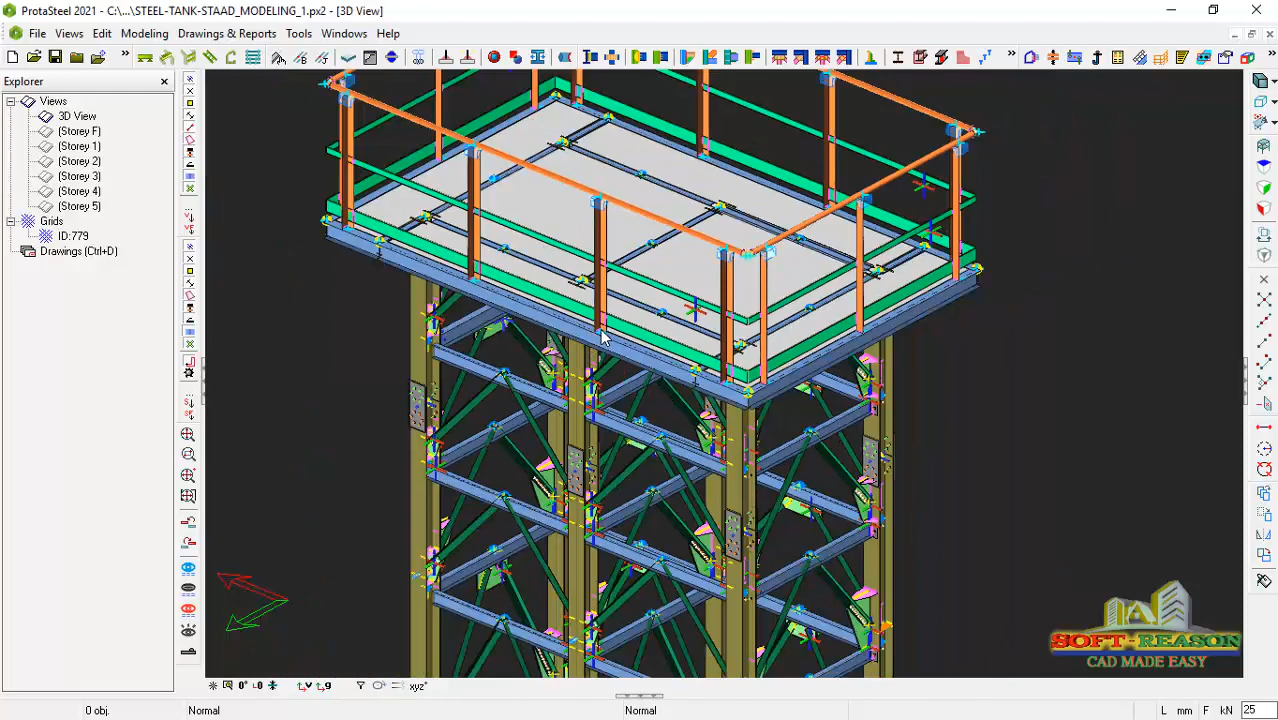 ProtaSteel 2021 - C:\...\STEEL-TANK-STAAD_MODELING_1.px2 - [3D View]
File Views Edit Modeling Drawings & Reports Tools Windows Help
Explorer
Views
3D View
(Storey F)
(Storey 1)
(Storey 2)
(Storey 3)
(Storey 4)
(Storey 5)
Grids
ID:779
Drawings (Ctrl+D)
SOFT-REASON
CAD MADE EASY
0 obj. Normal Normal L mm F kN 25